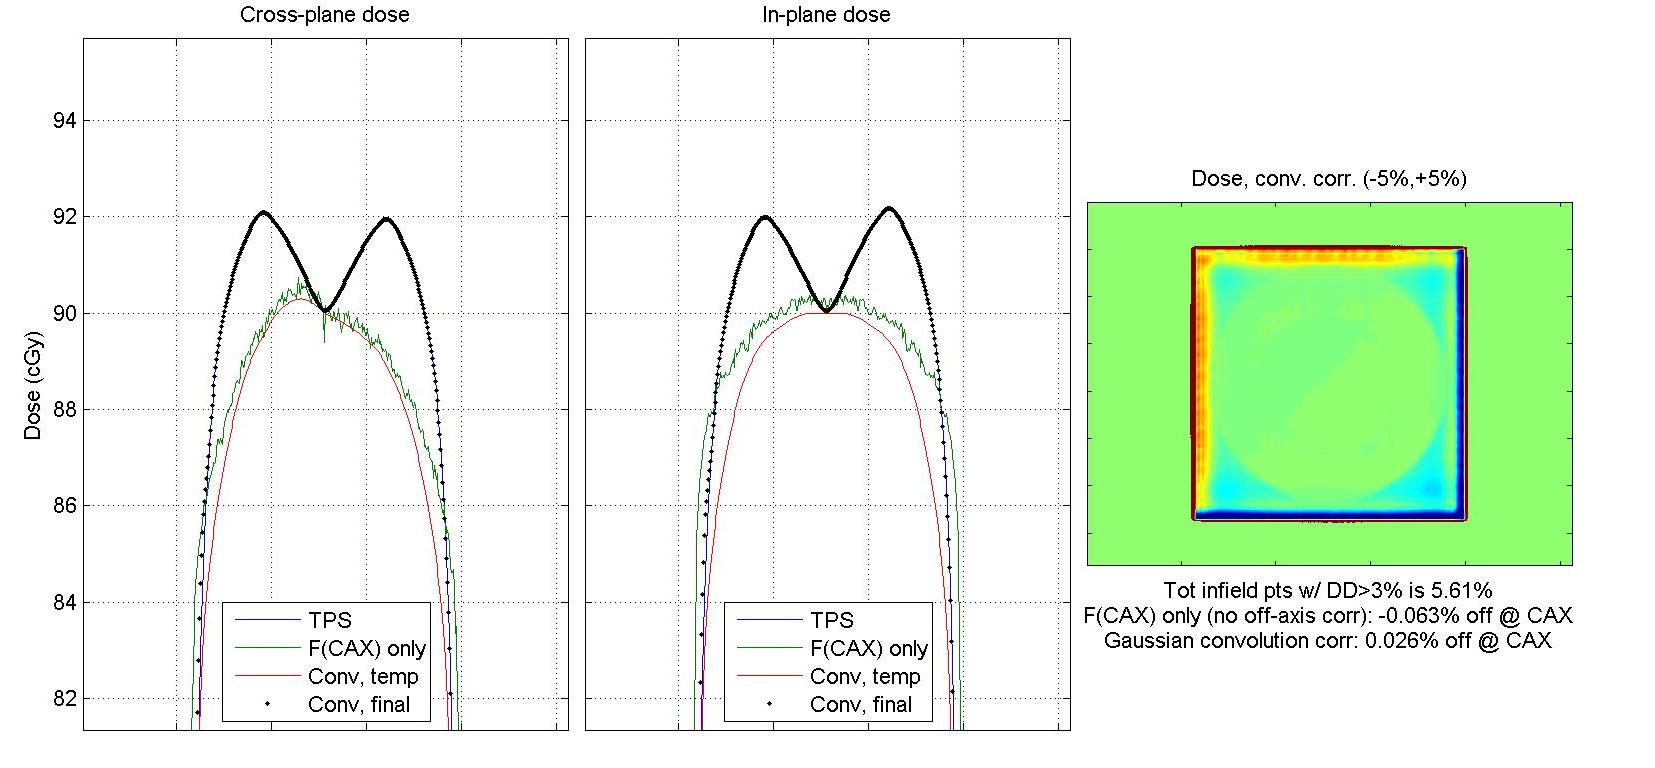 Cross-plane dose
In-plane dose
94
92
90
88
86
84
82
Dose (cGy)
TPS
F(CAX) only
Conv, temp
Conv, final
TPS
F(CAX) only
Conv, temp
Conv, final
Dose, conv. corr. (-5%,+5%)
Tot infield pts w/ DD>3% is 5.61%
F(CAX) only (no off-axis corr): -0.063% off @ CAX
Gaussian convolution corr: 0.026% off @ CAX